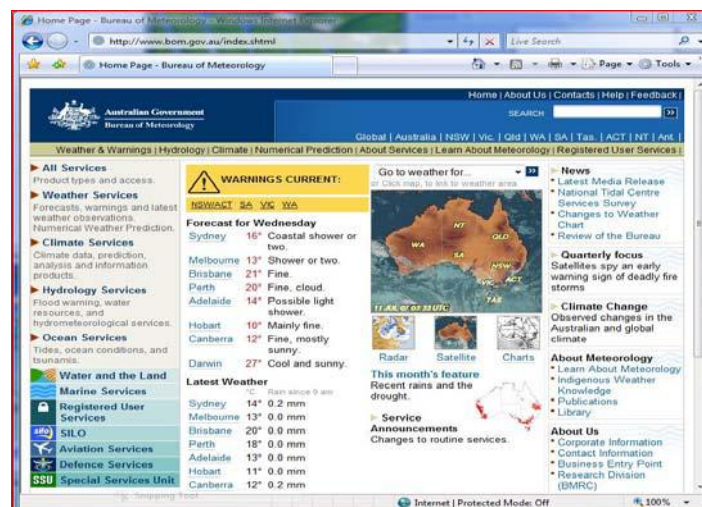 Home Page - Bureau of Meteorology - Windows Internet Explorer
http://www.bom.gov.au/index.shtml
Live Search
Home Page - Bureau of Meteorology
Page
Tools
Home | About Us | Contacts | Help | Feedback |
Australian Government
Bureau of Meteorology
SEARCH
Global | Australia | NSW | Vic. | Qld | WA | SA | Tas. | ACT | NT | Ant. |
Weather & Warnings | Hydrology | Climate | Numerical Prediction | About Services | Learn About Meteorology | Registered User Services |
All Services
Product types and access.
Weather Services
Forecasts, warnings and latest
weather observations.
Numerical Weather Prediction.
Climate Services
Climate data, prediction,
analysis and information
products.
Hydrology Services
Flood warning, water
resources, and
hydrometeorological services.
Ocean Services
Tides, ocean conditions, and
tsunamis.
Water and the Land
Marine Services
Registered User
Services
silo
SILO
Aviation Services
Defence Services
SSU Special Services Unit
WARNINGS CURRENT:
NSW/ACT SA VIC WA
Forecast for Wednesday
Sydney 16° Coastal shower or
two.
Melbourne 13° Shower or two.
Brisbane 21° Fine.
Perth 20° Fine, cloud.
Adelaide 14° Possible light
shower.
Hobart 10° Mainly fine.
Canberra 12° Fine, mostly
sunny.
Darwin 27° Cool and sunny.
Latest Weather
°C Rain since 9 am
Sydney 14° 0.2 mm
Melbourne 13° 0.0 mm
Brisbane 20° 0.0 mm
Perth 18° 0.0 mm
Adelaide 13° 0.0 mm
Hobart 11° 0.0 mm
Canberra 12° 0.2 mm
Go to weather for...
or Click map, to link to weather area
NT
QLD
WA
SA
NSW
VIC
ACT
TAS
Radar
Satellite
Charts
This month's feature
Recent rains and the
drought.
Service
Announcements
Changes to routine services.
News
Latest Media Release
National Tidal Centre
Services Survey
Changes to Weather
Chart
Review of the Bureau
Quarterly focus
Satellites spy an early
warning sign of deadly fire
storms
Climate Change
Observed changes in the
Australian and global
climate
About Meteorology
Learn About Meteorology
Indigenous Weather
Knowledge
Publications
Library
About Us
Corporate Information
Contact Information
Business Entry Point
Research Division
(BMRC)
Snipping Tool
Internet | Protected Mode: Off
100%